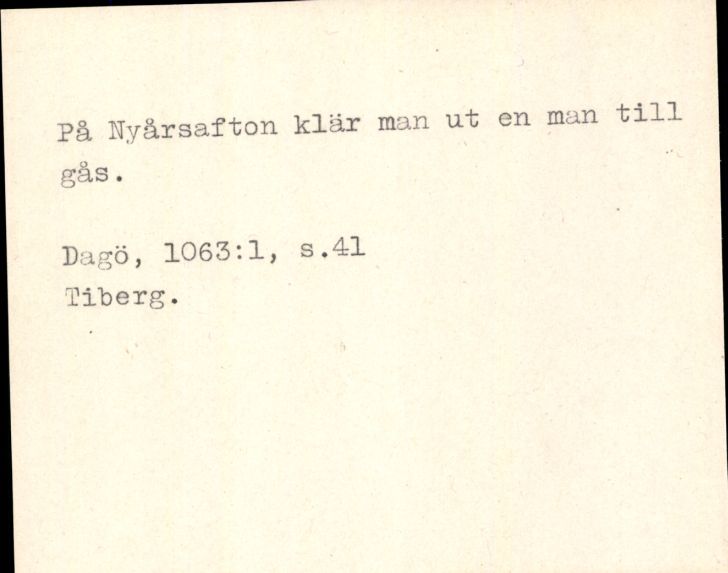 På Nyårsafton klär man ut en man till
gås.
Dagö, 1063:1, s.41
Tiberg.